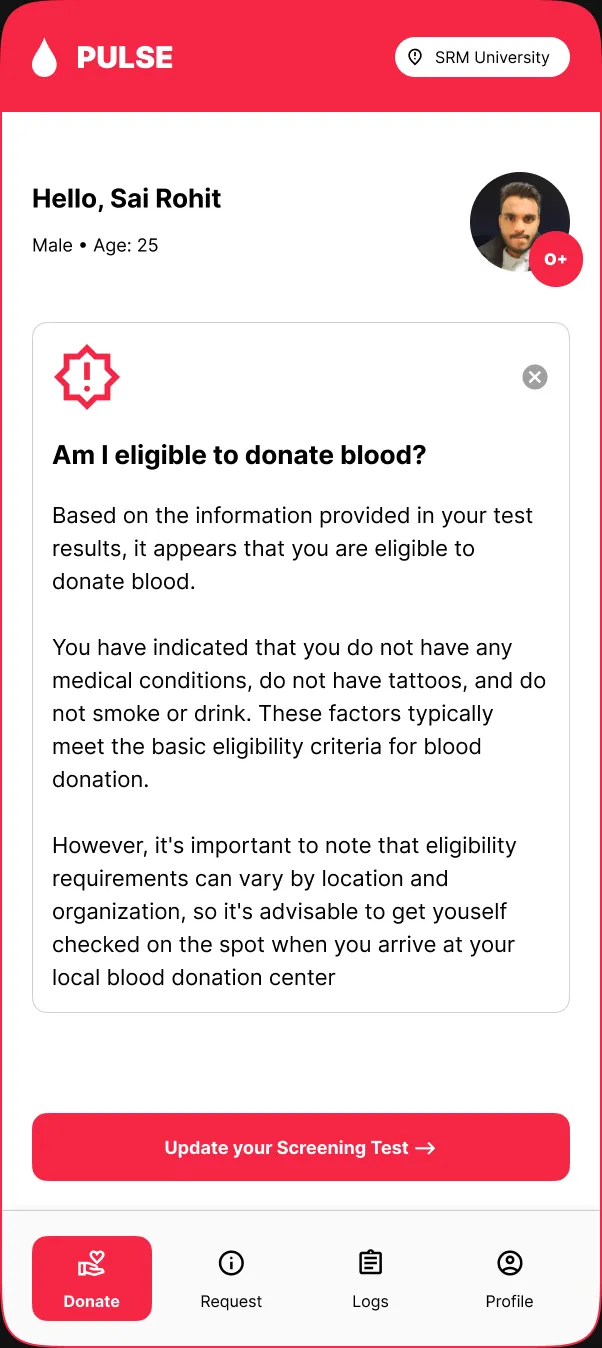 PULSE
SRM University
Hello, Sai Rohit
Male • Age: 25
O+
Am I eligible to donate blood?
Based on the information provided in your test
results, it appears that you are eligible to
donate blood.
You have indicated that you do not have any
medical conditions, do not have tattoos, and do
not smoke or drink. These factors typically
meet the basic eligibility criteria for blood
donation.
However, it's important to note that eligibility
requirements can vary by location and
organization, so it's advisable to get youself
checked on the spot when you arrive at your
local blood donation center
Update your Screening Test →
Donate
Request
Logs
Profile